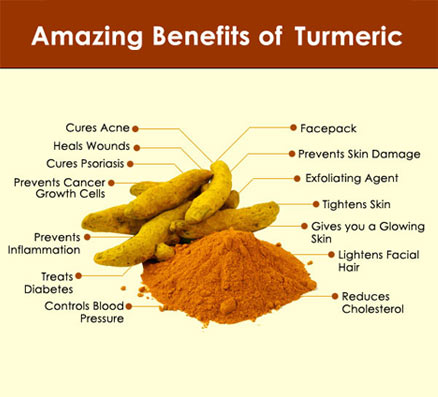 Amazing Benefits of Turmeric
Cures Acne
Heals Wounds
Cures Psoriasis
Prevents Cancer
Growth Cells
Prevents
Inflammation
Treats
Diabetes
Controls Blood
Pressure
Facepack
Prevents Skin Damage
Exfoliating Agent
Tightens Skin
Gives you a Glowing
Skin
Lightens Facial
Hair
Reduces
Cholesterol